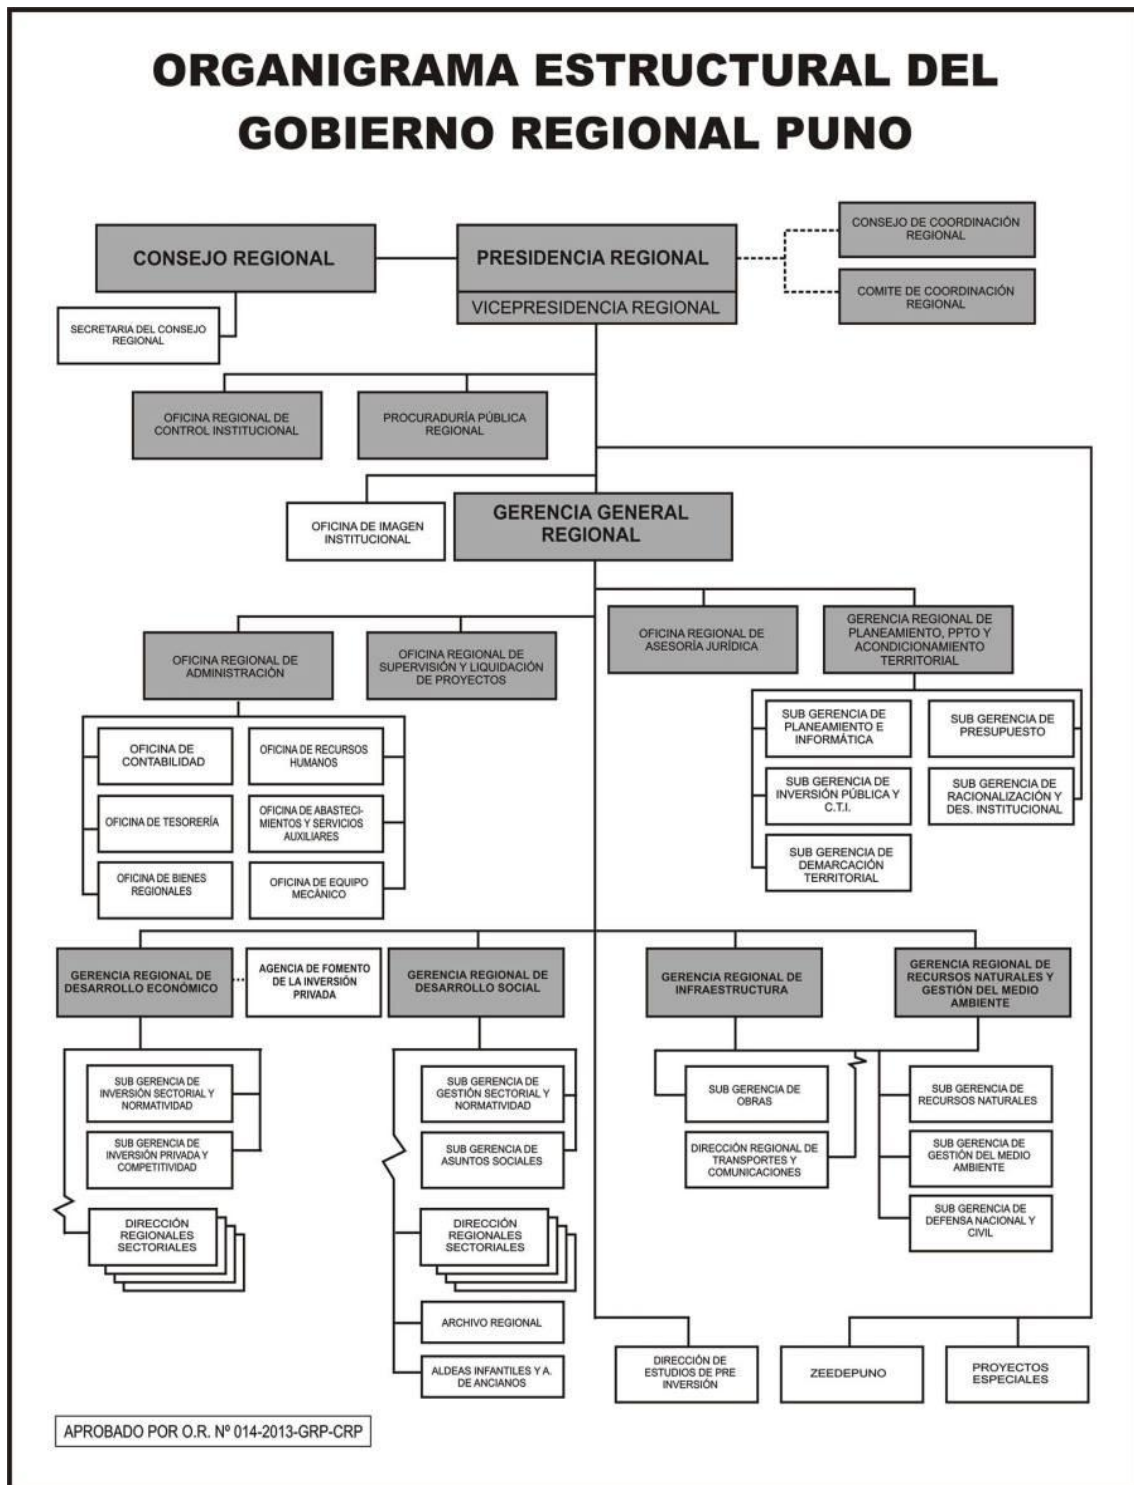 ORGANIGRAMA ESTRUCTURAL DEL
GOBIERNO REGIONAL PUNO
CONSEJO REGIONAL
PRESIDENCIA REGIONAL
VICEPRESIDENCIA REGIONAL
CONSEJO DE COORDINACIÓN
REGIONAL
COMITE DE COORDINACIÓN
REGIONAL
SECRETARIA DEL CONSEJO
REGIONAL
OFICINA REGIONAL DE
CONTROL INSTITUCIONAL
PROCURADURÍA PÚBLICA
REGIONAL
OFICINA DE IMAGEN
INSTITUCIONAL
GERENCIA GENERAL
REGIONAL
OFICINA REGIONAL DE
ADMINISTRACIÒN
OFICINA REGIONAL DE
SUPERVISIÓN Y LIQUIDACIÓN
DE PROYECTOS
OFICINA REGIONAL DE
ASESORÍA JURÍDICA
GERENCIA REGIONAL DE
PLANEAMIENTO, PPTO Y
ACONDICIONAMIENTO
TERRITORIAL
OFICINA DE
CONTABILIDAD
OFICINA DE RECURSOS
HUMANOS
OFICINA DE TESORERÍA
OFICINA DE ABASTECI-
MIENTOS Y SERVICIOS
AUXILIARES
OFICINA DE BIENES
REGIONALES
OFICINA DE EQUIPO
MECÁNICO
SUB GERENCIA DE
PLANEAMIENTO E
INFORMÁTICA
SUB GERENCIA DE
PRESUPUESTO
SUB GERENCIA DE
INVERSIÓN PÚBLICA Y
C.T.I.
SUB GERENCIA DE
RACIONALIZACIÓN Y
DES. INSTITUCIONAL
SUB GERENCIA DE
DEMARCACIÓN
TERRITORIAL
GERENCIA REGIONAL DE
DESARROLLO ECONÓMICO
AGENCIA DE FOMENTO
DE LA INVERSIÓN
PRIVADA
GERENCIA REGIONAL DE
DESARROLLO SOCIAL
GERENCIA REGIONAL DE
INFRAESTRUCTURA
GERENCIA REGIONAL DE
RECURSOS NATURALES Y
GESTIÓN DEL MEDIO
AMBIENTE
SUB GERENCIA DE
INVERSIÓN SECTORIAL Y
NORMATIVIDAD
SUB GERENCIA DE
INVERSIÓN PRIVADA Y
COMPETITIVIDAD
DIRECCIÓN
REGIONALES
SECTORIALES
SUB GERENCIA DE
GESTIÓN SECTORIAL Y
NORMATIVIDAD
SUB GERENCIA DE
ASUNTOS SOCIALES
DIRECCIÓN
REGIONALES
SECTORIALES
ARCHIVO REGIONAL
ALDEAS INFANTILES Y A.
DE ANCIANOS
SUB GERENCIA DE
OBRAS
DIRECCIÓN REGIONAL DE
TRANSPORTES Y
COMUNICACIONES
SUB GERENCIA DE
RECURSOS NATURALES
SUB GERENCIA DE
GESTIÓN DEL MEDIO
AMBIENTE
SUB GERENCIA DE
DEFENSA NACIONAL Y
CIVIL
DIRECCIÓN DE
ESTUDIOS DE PRE
INVERSIÓN
ZEEDEPUNO
PROYECTOS
ESPECIALES
APROBADO POR O.R. Nº 014-2013-GRP-CRP